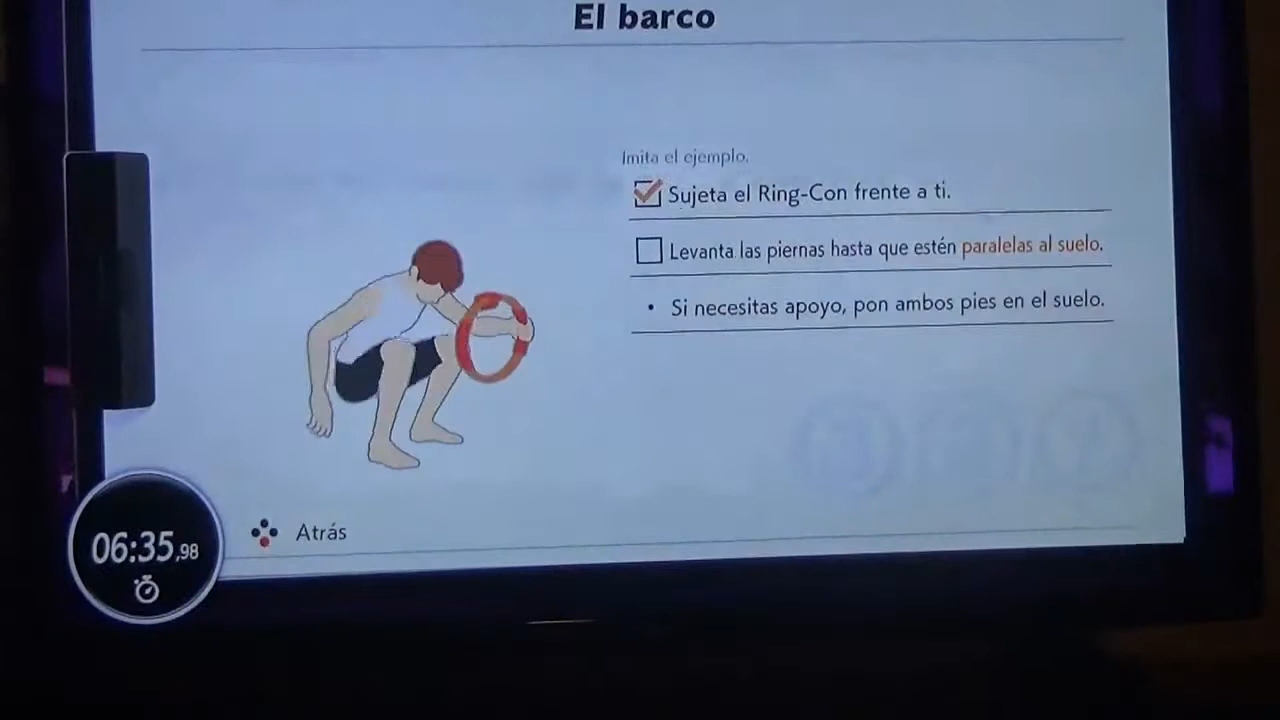 El barco
Imita el ejemplo.
Sujeta el Ring-Con frente a ti.
Levanta las piernas hasta que estén paralelas al suelo.
• Si necesitas apoyo, pon ambos pies en el suelo.
Atrás
06:35,98